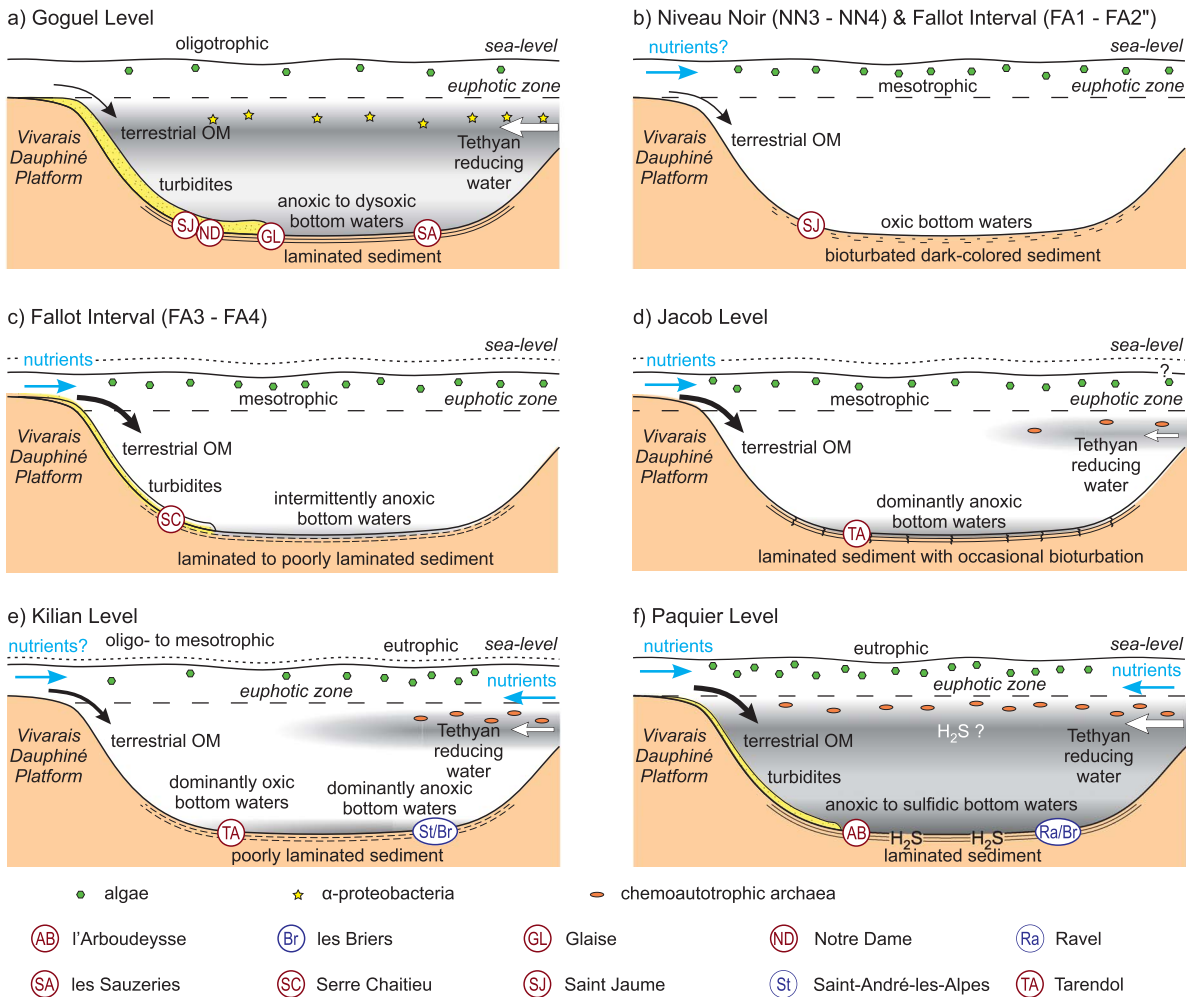 a) Goguel Level
oligotrophic
sea-level
euphotic zone
terrestrial OM
Vivarais
Dauphiné
Platform
Tethyan
reducing
water
turbidites
anoxic to dysoxic
bottom waters
SJ
ND
GL
SA
laminated sediment
b) Niveau Noir (NN3 - NN4) & Fallot Interval (FA1 - FA2")
nutrients?
sea-level
mesotrophic
euphotic zone
terrestrial OM
Vivarais
Dauphiné
Platform
SJ
oxic bottom waters
bioturbated dark-colored sediment
c) Fallot Interval (FA3 - FA4)
sea-level
nutrients
mesotrophic
euphotic zone
terrestrial OM
Vivarais
Dauphiné
Platform
turbidites
intermittently anoxic
bottom waters
SC
laminated to poorly laminated sediment
d) Jacob Level
sea-level
nutrients
?
mesotrophic
euphotic zone
terrestrial OM
Vivarais
Dauphiné
Platform
Tethyan
reducing
water
dominantly anoxic
bottom waters
TA
laminated sediment with occasional bioturbation
e) Kilian Level
nutrients?
oligo- to mesotrophic
eutrophic
sea-level
nutrients
euphotic zone
terrestrial OM
Vivarais
Dauphiné
Platform
Tethyan
reducing
water
dominantly oxic
bottom waters
dominantly anoxic
bottom waters
TA
St/Br
poorly laminated sediment
f) Paquier Level
nutrients
eutrophic
sea-level
nutrients
euphotic zone
terrestrial OM
H2S ?
Vivarais
Dauphiné
Platform
Tethyan
reducing
water
turbidites
anoxic to sulfidic bottom waters
AB
H2S
H2S
Ra/Br
laminated sediment
algae
α-proteobacteria
chemoautotrophic archaea
AB l'Arboudeysse
Br les Briers
GL Glaise
ND Notre Dame
Ra Ravel
SA les Sauzeries
SC Serre Chaitieu
SJ Saint Jaume
St Saint-André-les-Alpes
TA Tarendol